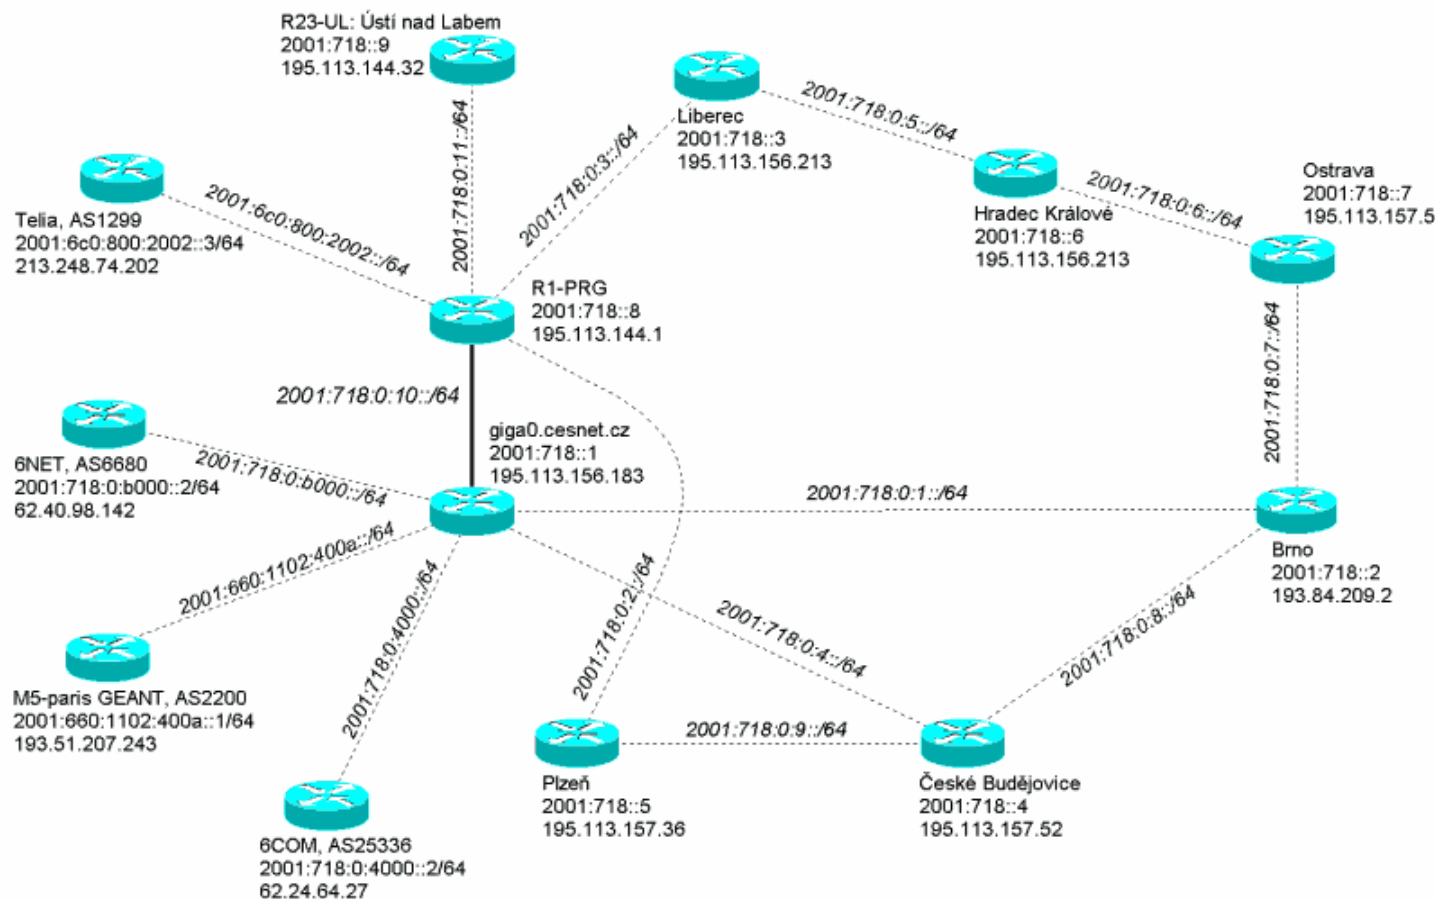 R23-UL: Ústí nad Labem
2001:718::9
195.113.144.32
2001:718:0:11::/64
Liberec
2001:718::3
195.113.156.213
2001:718:0:3::/64
2001:718:0:5::/64
Hradec Králové
2001:718::6
195.113.156.213
2001:718:0:6::/64
Ostrava
2001:718::7
195.113.157.5
2001:718:0:7::/64
Telia, AS1299
2001:6c0:800:2002::3/64
213.248.74.202
2001:6c0:800:2002::/64
R1-PRG
2001:718::8
195.113.144.1
2001:718:0:10::/64
giga0.cesnet.cz
2001:718::1
195.113.156.183
6NET, AS6680
2001:718:0:b000::2/64
62.40.98.142
2001:718:0:b000::/64
2001:718:0:1::/64
Brno
2001:718::2
193.84.209.2
2001:660:1102:400a::/64
M5-paris GEANT, AS2200
2001:660:1102:400a::1/64
193.51.207.243
2001:718:0:4000::/64
2001:718:0:2::/64
2001:718:0:4::/64
2001:718:0:8::/64
2001:718:0:9::/64
Plzeň
2001:718::5
195.113.157.36
České Budějovice
2001:718::4
195.113.157.52
6COM, AS25336
2001:718:0:4000::2/64
62.24.64.27